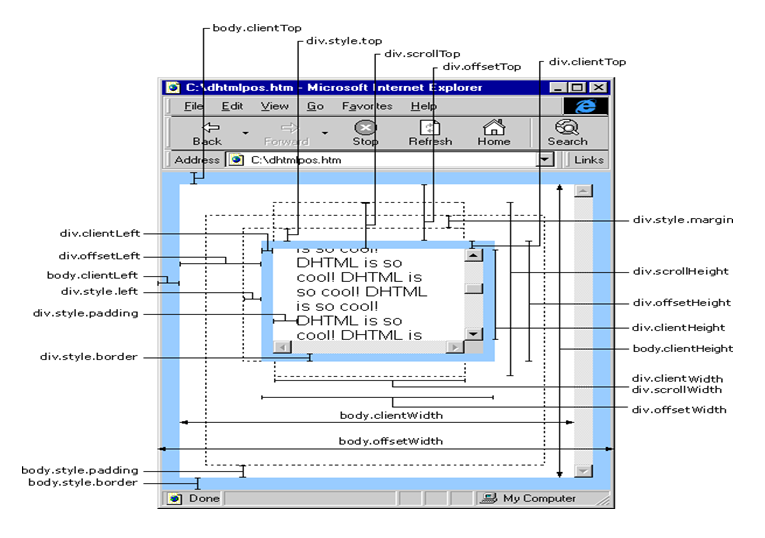 body.clientTop
div.style.top
div.scrollTop
div.offsetTop
div.clientTop
C:\dhtmlpos.htm - Microsoft Internet Explorer
File Edit View Go Favorites Help
Back Forward Stop Refresh Home Search
Address C:\dhtmlpos.htm Links
div.style.margin
div.clientLeft
div.offsetLeft
body.clientLeft
div.style.left
div.style.padding
div.style.border
is so cool!
DHTML is so
cool! DHTML is
so cool! DHTML
is so cool!
DHTML is so
cool! DHTML is
div.scrollHeight
div.offsetHeight
div.clientHeight
body.clientHeight
div.clientWidth
div.scrollWidth
div.offsetWidth
body.clientWidth
body.offsetWidth
body.style.padding
body.style.border
Done My Computer